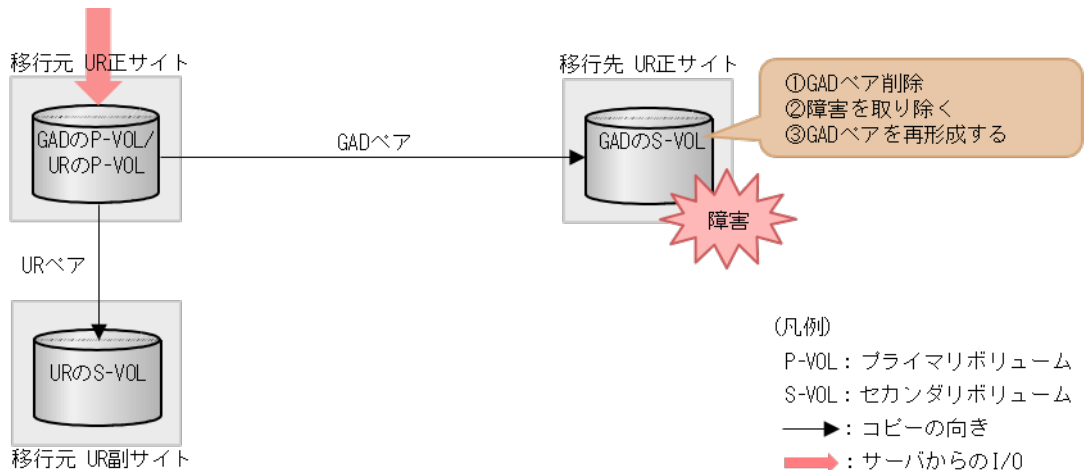 移行元 UR正サイト
移行先 UR正サイト
①GADペア削除
②障害を取り除く
③GADペアを再形成する
GADのP-VOL/
URのP-VOL
GADペア
GADのS-VOL
障害
URペア
URのS-VOL
移行元 UR副サイト
(凡例)
P-VOL：プライマリボリューム
S-VOL：セカンダリボリューム
：コピーの向き
：サーバからのI/O